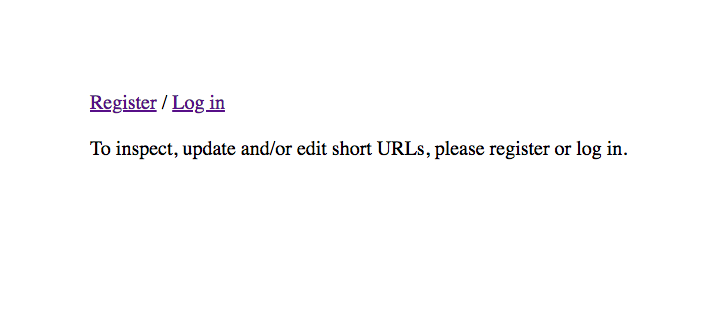 Register / Log in
To inspect, update and/or edit short URLs, please register or log in.